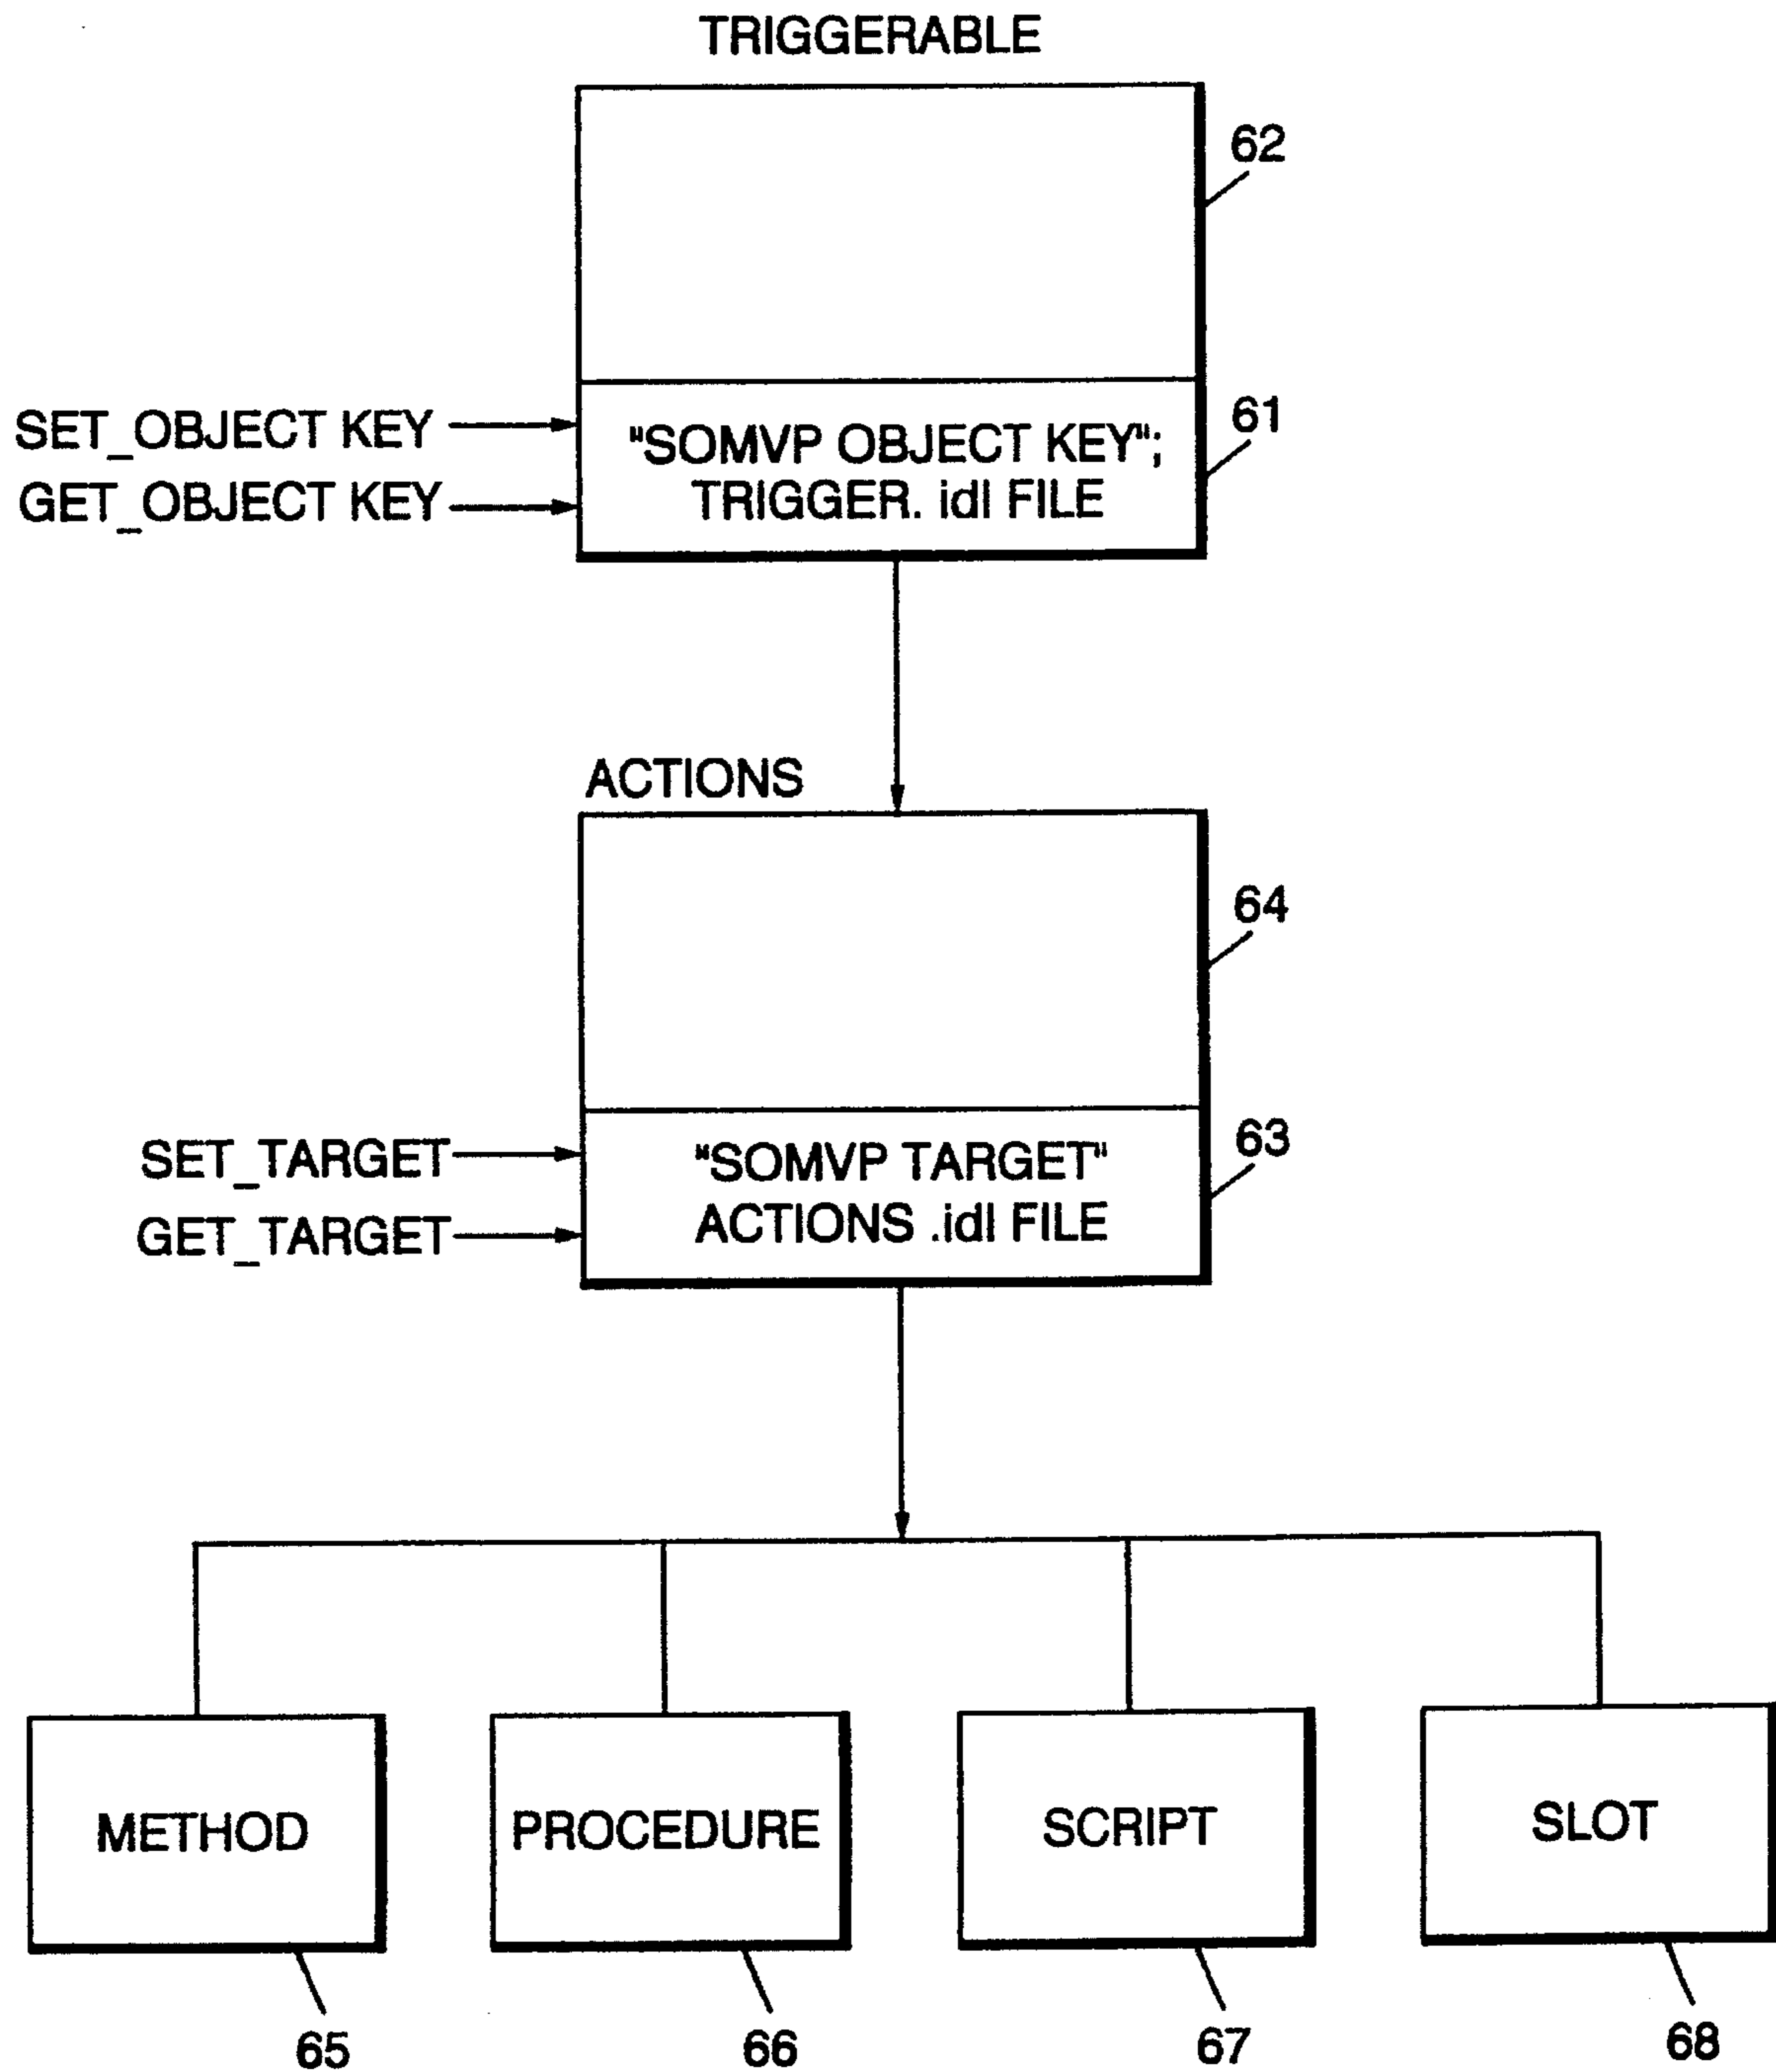 TRIGGERABLE
62
SET_OBJECT KEY
GET_OBJECT KEY
"SOMVP OBJECT KEY";
TRIGGER. idl FILE
61
ACTIONS
64
SET_TARGET
GET_TARGET
"SOMVP TARGET"
ACTIONS .idl FILE
63
METHOD
PROCEDURE
SCRIPT
SLOT
65
66
67
68